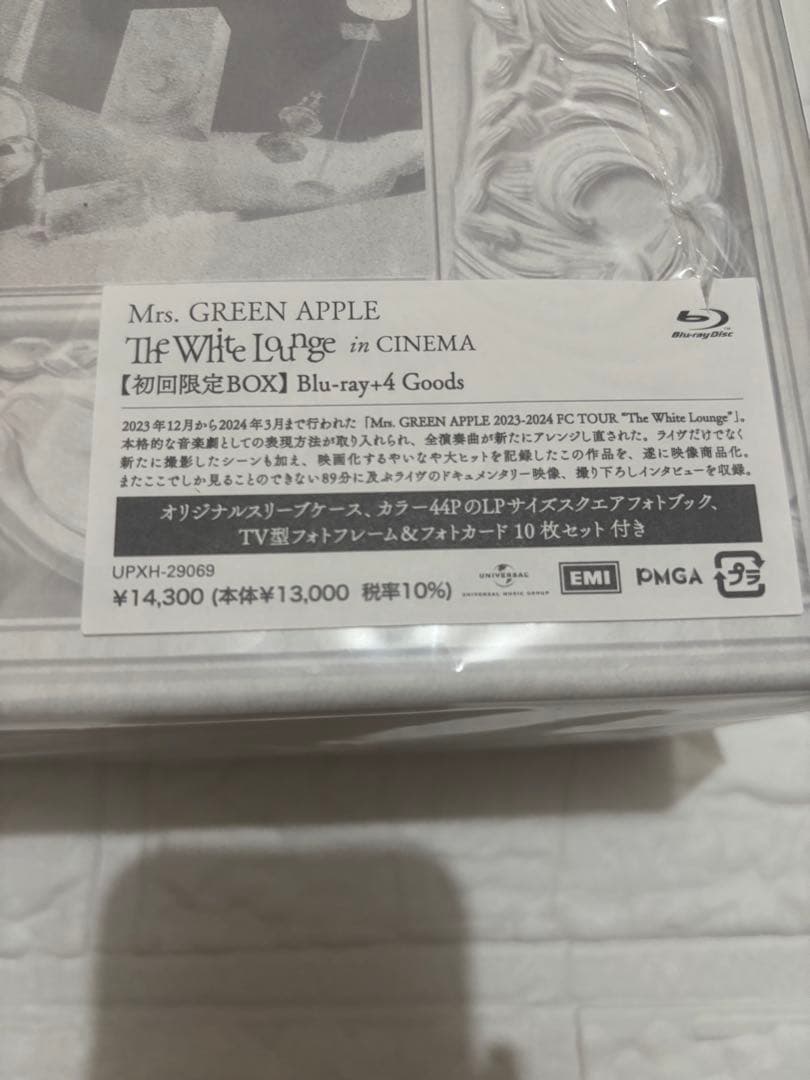 Mrs. GREEN APPLE
The White Lounge in CINEMA
【初回限定BOX】 Blu-ray+4 Goods
Blu-ray Disc
2023年12月から2024年3月まで行われた「Mrs. GREEN APPLE 2023-2024 FC TOUR “The White Lounge”」。
本格的な音楽劇としての表現方法が取り入れられ、全演奏曲が新たにアレンジし直された。ライヴだけでなく
新たに撮影したシーンも加え、映画化するやいなや大ヒットを記録したこの作品を、遂に映像商品化。
またここでしか見ることのできない89分に及ぶライヴのドキュメンタリー映像、撮り下ろしインタビューを収録。
オリジナルスリーブケース、カラー44PのLPサイズスクエアフォトブック、
TV型フォトフレーム&フォトカード 10枚セット 付き
UPXH-29069
¥14,300 (本体¥13,000 税率10%)
UNIVERSAL
UNIVERSAL MUSIC GROUP
EMI
PMGA
プラ